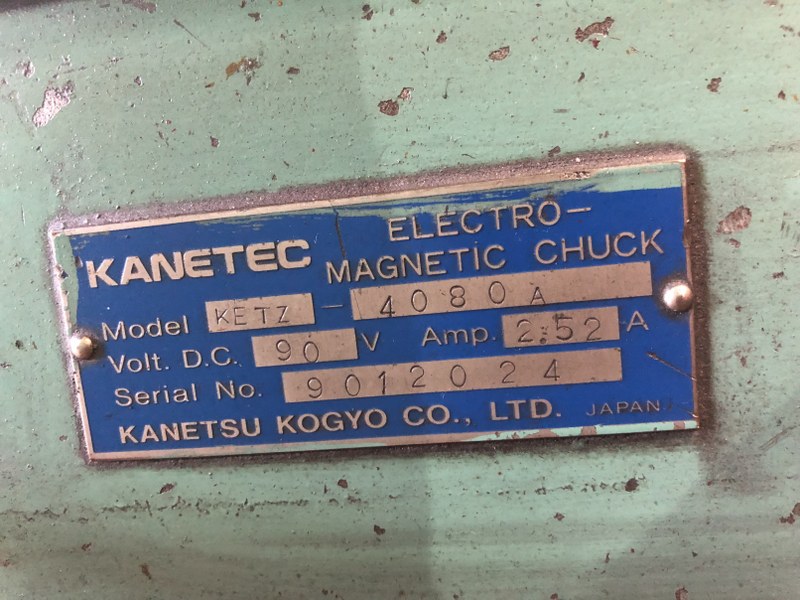 KANETEC
ELECTRO-
MAGNETIC CHUCK
Model KETZ - 4080A
Volt. D.C. 90 V Amp. 2.52 A
Serial No. 9012024
KANETSU KOGYO CO., LTD. JAPAN